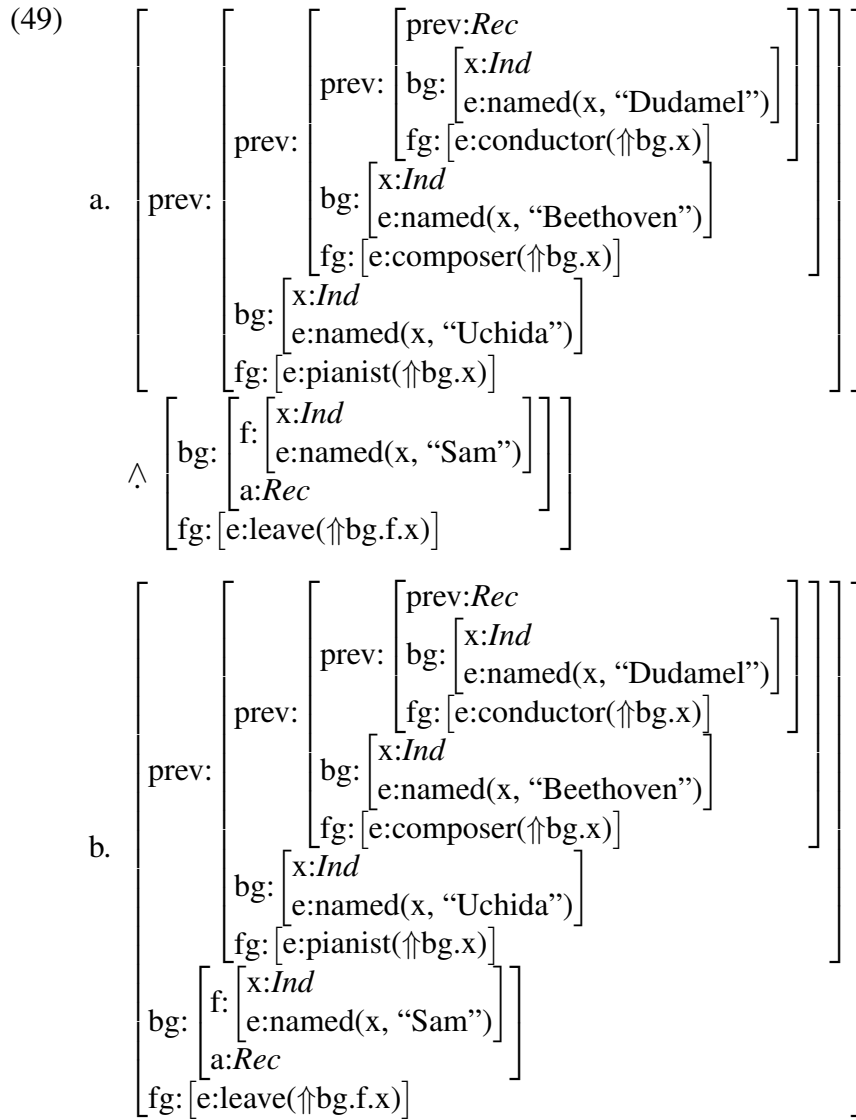 (49)
a.
prev:
prev:
prev:
prev:Rec
bg: x:Ind
e:named(x, “Dudamel”)
fg: [e:conductor(⇑bg.x)]
bg: x:Ind
e:named(x, “Beethoven”)
fg: [e:composer(⇑bg.x)]
bg: x:Ind
e:named(x, “Uchida”)
fg: [e:pianist(⇑bg.x)]
⩑
bg: f: x:Ind
e:named(x, “Sam”)
a:Rec
fg: [e:leave(⇑bg.f.x)]
b.
prev:
prev:
prev:
prev:Rec
bg: x:Ind
e:named(x, “Dudamel”)
fg: [e:conductor(⇑bg.x)]
bg: x:Ind
e:named(x, “Beethoven”)
fg: [e:composer(⇑bg.x)]
bg: x:Ind
e:named(x, “Uchida”)
fg: [e:pianist(⇑bg.x)]
bg: f: x:Ind
e:named(x, “Sam”)
a:Rec
fg: [e:leave(⇑bg.f.x)]